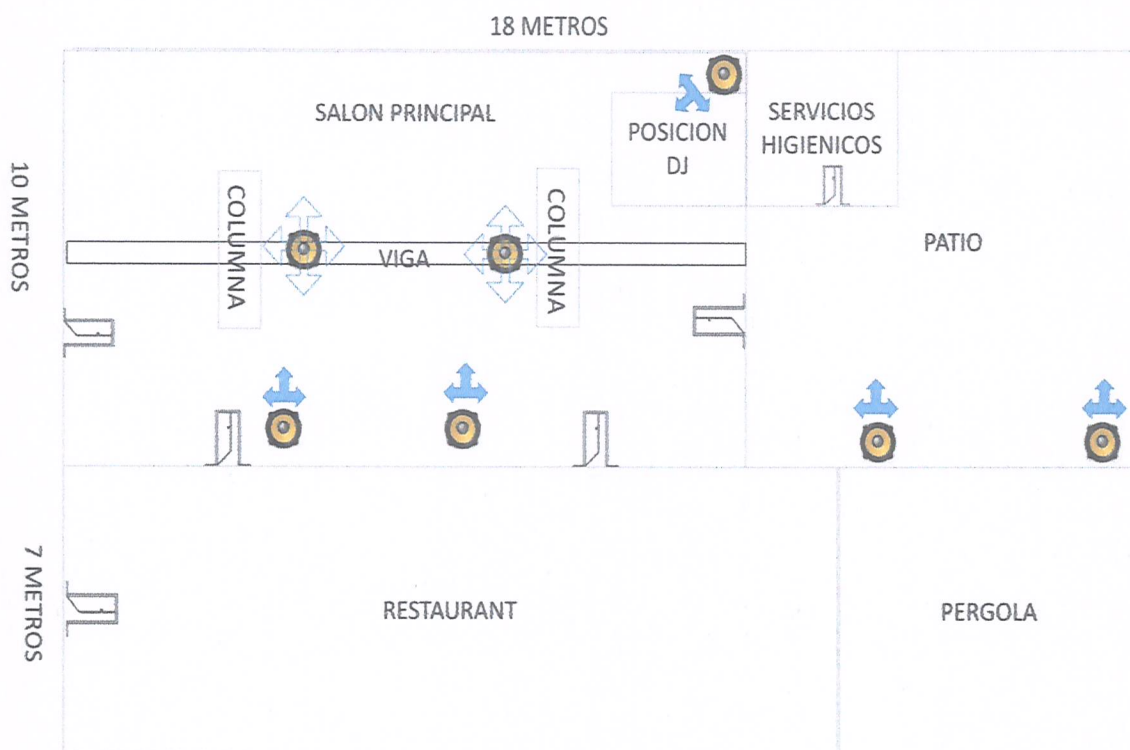 18 METROS
SALON PRINCIPAL
POSICION
DJ
SERVICIOS
HIGIENICOS
10 METROS
COLUMNA
VIGA
COLUMNA
PATIO
7 METROS
RESTAURANT
PERGOLA